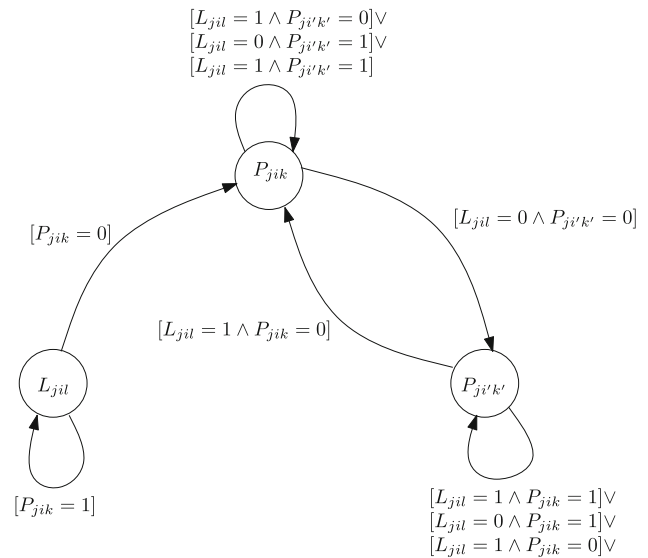 [L_{jil} = 1 ∧ P_{ji'k'} = 0]∨
[L_{jil} = 0 ∧ P_{ji'k'} = 1]∨
[L_{jil} = 1 ∧ P_{ji'k'} = 1]
P_{jik}
[P_{jik} = 0]
[L_{jil} = 0 ∧ P_{ji'k'} = 0]
[L_{jil} = 1 ∧ P_{jik} = 0]
L_{jil}
P_{ji'k'}
[P_{jik} = 1]
[L_{jil} = 1 ∧ P_{jik} = 1]∨
[L_{jil} = 0 ∧ P_{jik} = 1]∨
[L_{jil} = 1 ∧ P_{jik} = 0]∨